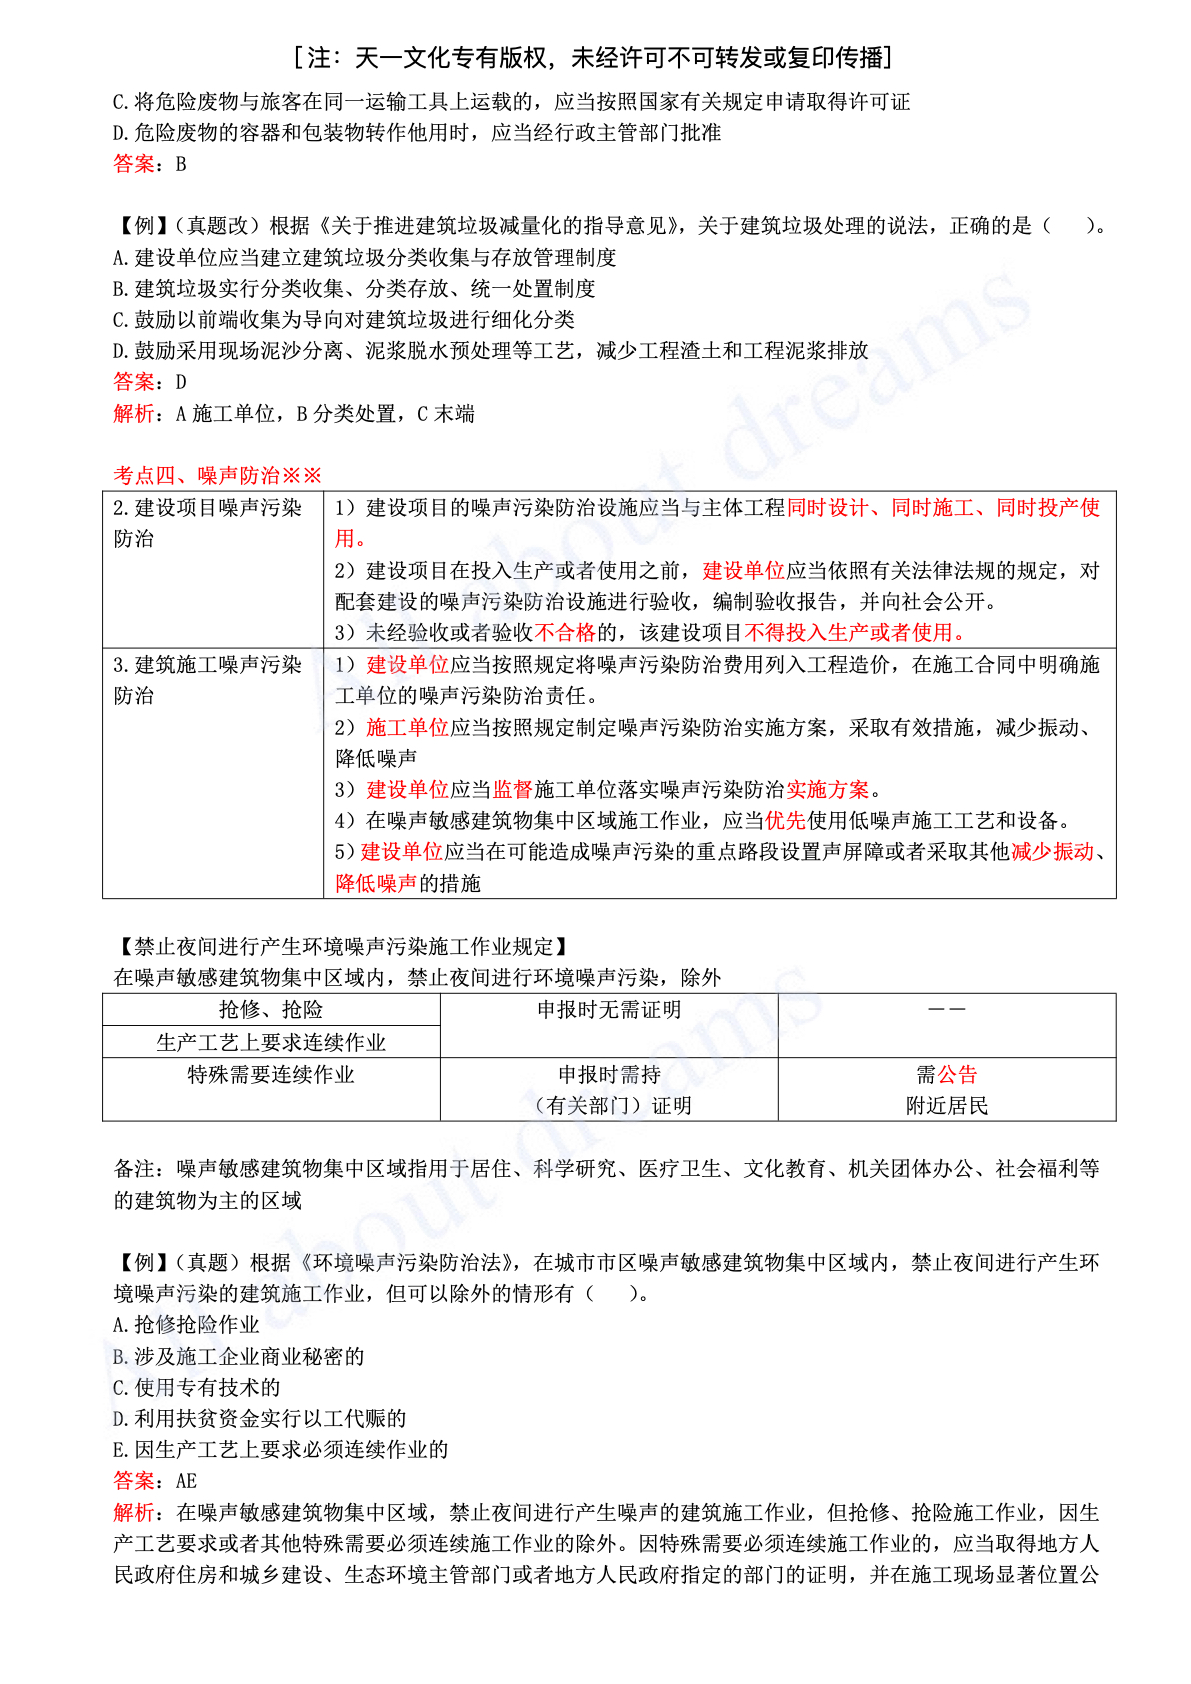 [注：天一文化专有版权，未经许可不可转发或复印传播]
C.将危险废物与旅客在同一运输工具上运载的，应当按照国家有关规定申请取得许可证
D.危险废物的容器和包装物转作他用时，应当经行政主管部门批准
答案：B
【例】（真题改）根据《关于推进建筑垃圾减量化的指导意见》，关于建筑垃圾处理的说法，正确的是（　）。
A.建设单位应当建立建筑垃圾分类收集与存放管理制度
B.建筑垃圾实行分类收集、分类存放、统一处置制度
C.鼓励以前端收集为导向对建筑垃圾进行细化分类
D.鼓励采用现场泥沙分离、泥浆脱水预处理等工艺，减少工程渣土和工程泥浆排放
答案：D
解析：A 施工单位，B 分类处置，C 末端
考点四、噪声防治※※
2.建设项目噪声污染
防治
1）建设项目的噪声污染防治设施应当与主体工程同时设计、同时施工、同时投产使
用。
2）建设项目在投入生产或者使用之前，建设单位应当依照有关法律法规的规定，对
配套建设的噪声污染防治设施进行验收，编制验收报告，并向社会公开。
3）未经验收或者验收不合格的，该建设项目不得投入生产或者使用。
3.建筑施工噪声污染
防治
1）建设单位应当按照规定将噪声污染防治费用列入工程造价，在施工合同中明确施
工单位的噪声污染防治责任。
2）施工单位应当按照规定制定噪声污染防治实施方案，采取有效措施，减少振动、
降低噪声
3）建设单位应当监督施工单位落实噪声污染防治实施方案。
4）在噪声敏感建筑物集中区域施工作业，应当优先使用低噪声施工工艺和设备。
5）建设单位应当在可能造成噪声污染的重点路段设置声屏障或者采取其他减少振动、
降低噪声的措施
【禁止夜间进行产生环境噪声污染施工作业规定】
在噪声敏感建筑物集中区域内，禁止夜间进行环境噪声污染，除外
抢修、抢险
申报时无需证明
——
生产工艺上要求连续作业
特殊需要连续作业
申报时需持
（有关部门）证明
需公告
附近居民
备注：噪声敏感建筑物集中区域指用于居住、科学研究、医疗卫生、文化教育、机关团体办公、社会福利等
的建筑物为主的区域
【例】（真题）根据《环境噪声污染防治法》，在城市市区噪声敏感建筑物集中区域内，禁止夜间进行产生环
境噪声污染的建筑施工作业，但可以除外的情形有（　）。
A.抢修抢险作业
B.涉及施工企业商业秘密的
C.使用专有技术的
D.利用扶贫资金实行以工代赈的
E.因生产工艺上要求必须连续作业的
答案：AE
解析：在噪声敏感建筑物集中区域，禁止夜间进行产生噪声的建筑施工作业，但抢修、抢险施工作业，因生
产工艺要求或者其他特殊需要必须连续施工作业的除外。因特殊需要必须连续施工作业的，应当取得地方人
民政府住房和城乡建设、生态环境主管部门或者地方人民政府指定的部门的证明，并在施工现场显著位置公
All about dreams
All about dreams